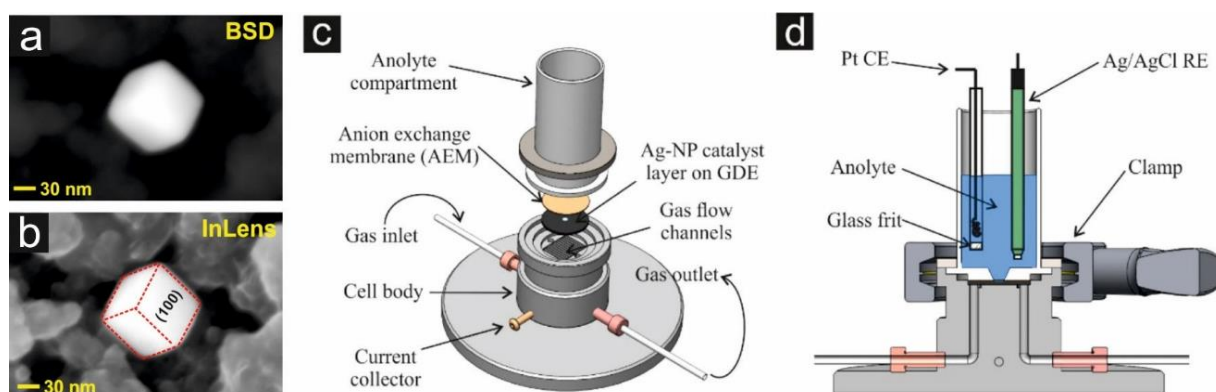 a
BSD
30 nm
b
InLens
(100)
30 nm
c
Anolyte
compartment
Anion exchange
membrane (AEM)
Ag-NP catalyst
layer on GDE
Gas flow
channels
Gas inlet
Gas outlet
Cell body
Current
collector
d
Pt CE
Ag/AgCl RE
Anolyte
Clamp
Glass frit